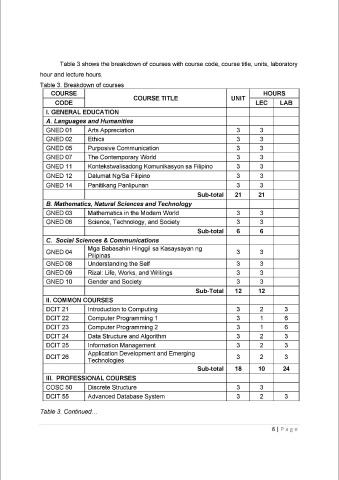 Table 3 shows the breakdown of courses with course code, course title, units, laboratory
hour and lecture hours.
Table 3. Breakdown of courses
COURSE CODE COURSE TITLE UNIT HOURS
LEC LAB
I. GENERAL EDUCATION
A. Languages and Humanities
GNED 01 Arts Appreciation 3 3
GNED 02 Ethics 3 3
GNED 05 Purposive Communication 3 3
GNED 07 The Contemporary World 3 3
GNED 11 Kontekstwalisadong Komunikasyon sa Filipino 3 3
GNED 12 Dalumat Ng/Sa Filipino 3 3
GNED 14 Panitikang Panlipunan 3 3
Sub-total 21 21
B. Mathematics, Natural Sciences and Technology
GNED 03 Mathematics in the Modern World 3 3
GNED 06 Science, Technology, and Society 3 3
Sub-total 6 6
C. Social Sciences & Communications
GNED 04 Mga Babasahin Hinggil sa Kasaysayan ng
Pilipinas 3 3
GNED 08 Understanding the Self 3 3
GNED 09 Rizal: Life, Works, and Writings 3 3
GNED 10 Gender and Society 3 3
Sub-Total 12 12
II. COMMON COURSES
DCIT 21 Introduction to Computing 3 2 3
DCIT 22 Computer Programming 1 3 1 6
DCIT 23 Computer Programming 2 3 1 6
DCIT 24 Data Structure and Algorithm 3 2 3
DCIT 25 Information Management 3 2 3
DCIT 26 Application Development and Emerging
Technologies 3 2 3
Sub-total 18 10 24
III. PROFESSIONAL COURSES
COSC 50 Discrete Structure 3 3
DCIT 55 Advanced Database System 3 2 3
Table 3. Continued…
6 | Page